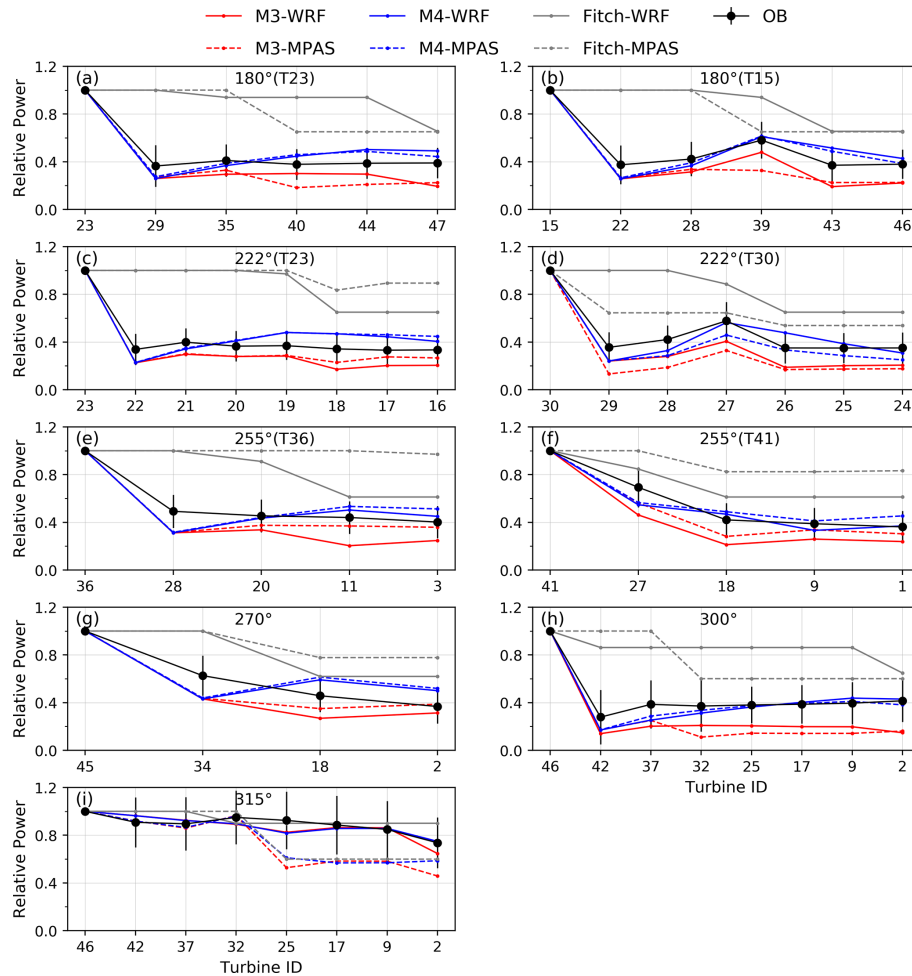 M3-WRF M4-WRF Fitch-WRF OB
M3-MPAS M4-MPAS Fitch-MPAS
(a) 180°(T23)
Relative Power
1.2
0.8
0.4
0.0
23 29 35 40 44 47
(b) 180°(T15)
1.2
0.8
0.4
0.0
15 22 28 39 43 46
(c) 222°(T23)
Relative Power
1.2
0.8
0.4
0.0
23 22 21 20 19 18 17 16
(d) 222°(T30)
1.2
0.8
0.4
0.0
30 29 28 27 26 25 24
(e) 255°(T36)
Relative Power
1.2
0.8
0.4
0.0
36 28 20 11 3
(f) 255°(T41)
1.2
0.8
0.4
0.0
41 27 18 9 1
(g) 270°
Relative Power
1.2
0.8
0.4
0.0
45 34 18 2
(h) 300°
1.2
0.8
0.4
0.0
46 42 37 32 25 17 9 2
Turbine ID
(i) 315°
Relative Power
1.2
0.8
0.4
0.0
46 42 37 32 25 17 9 2
Turbine ID